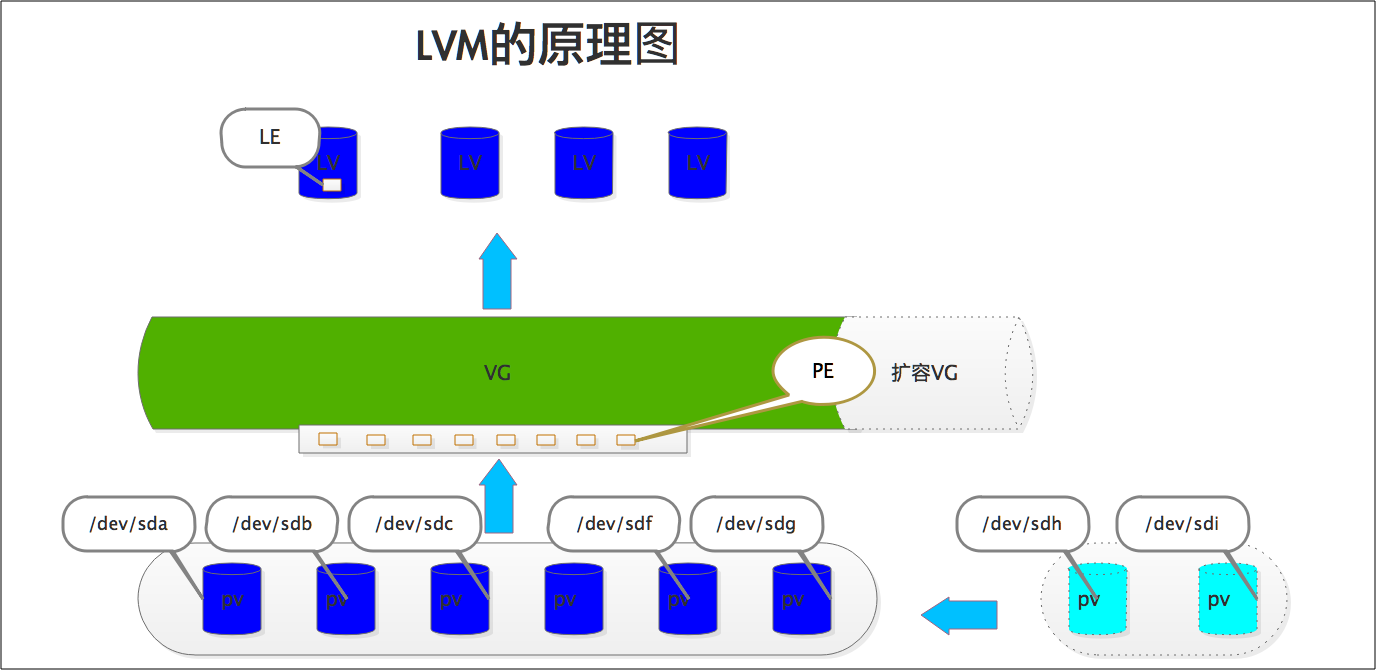 LVM的原理图
LE
LV
LV
LV
LV
VG
PE
扩容VG
/dev/sda
/dev/sdb
/dev/sdc
/dev/sdf
/dev/sdg
/dev/sdh
/dev/sdi
pv
pv
pv
pv
pv
pv
pv
pv